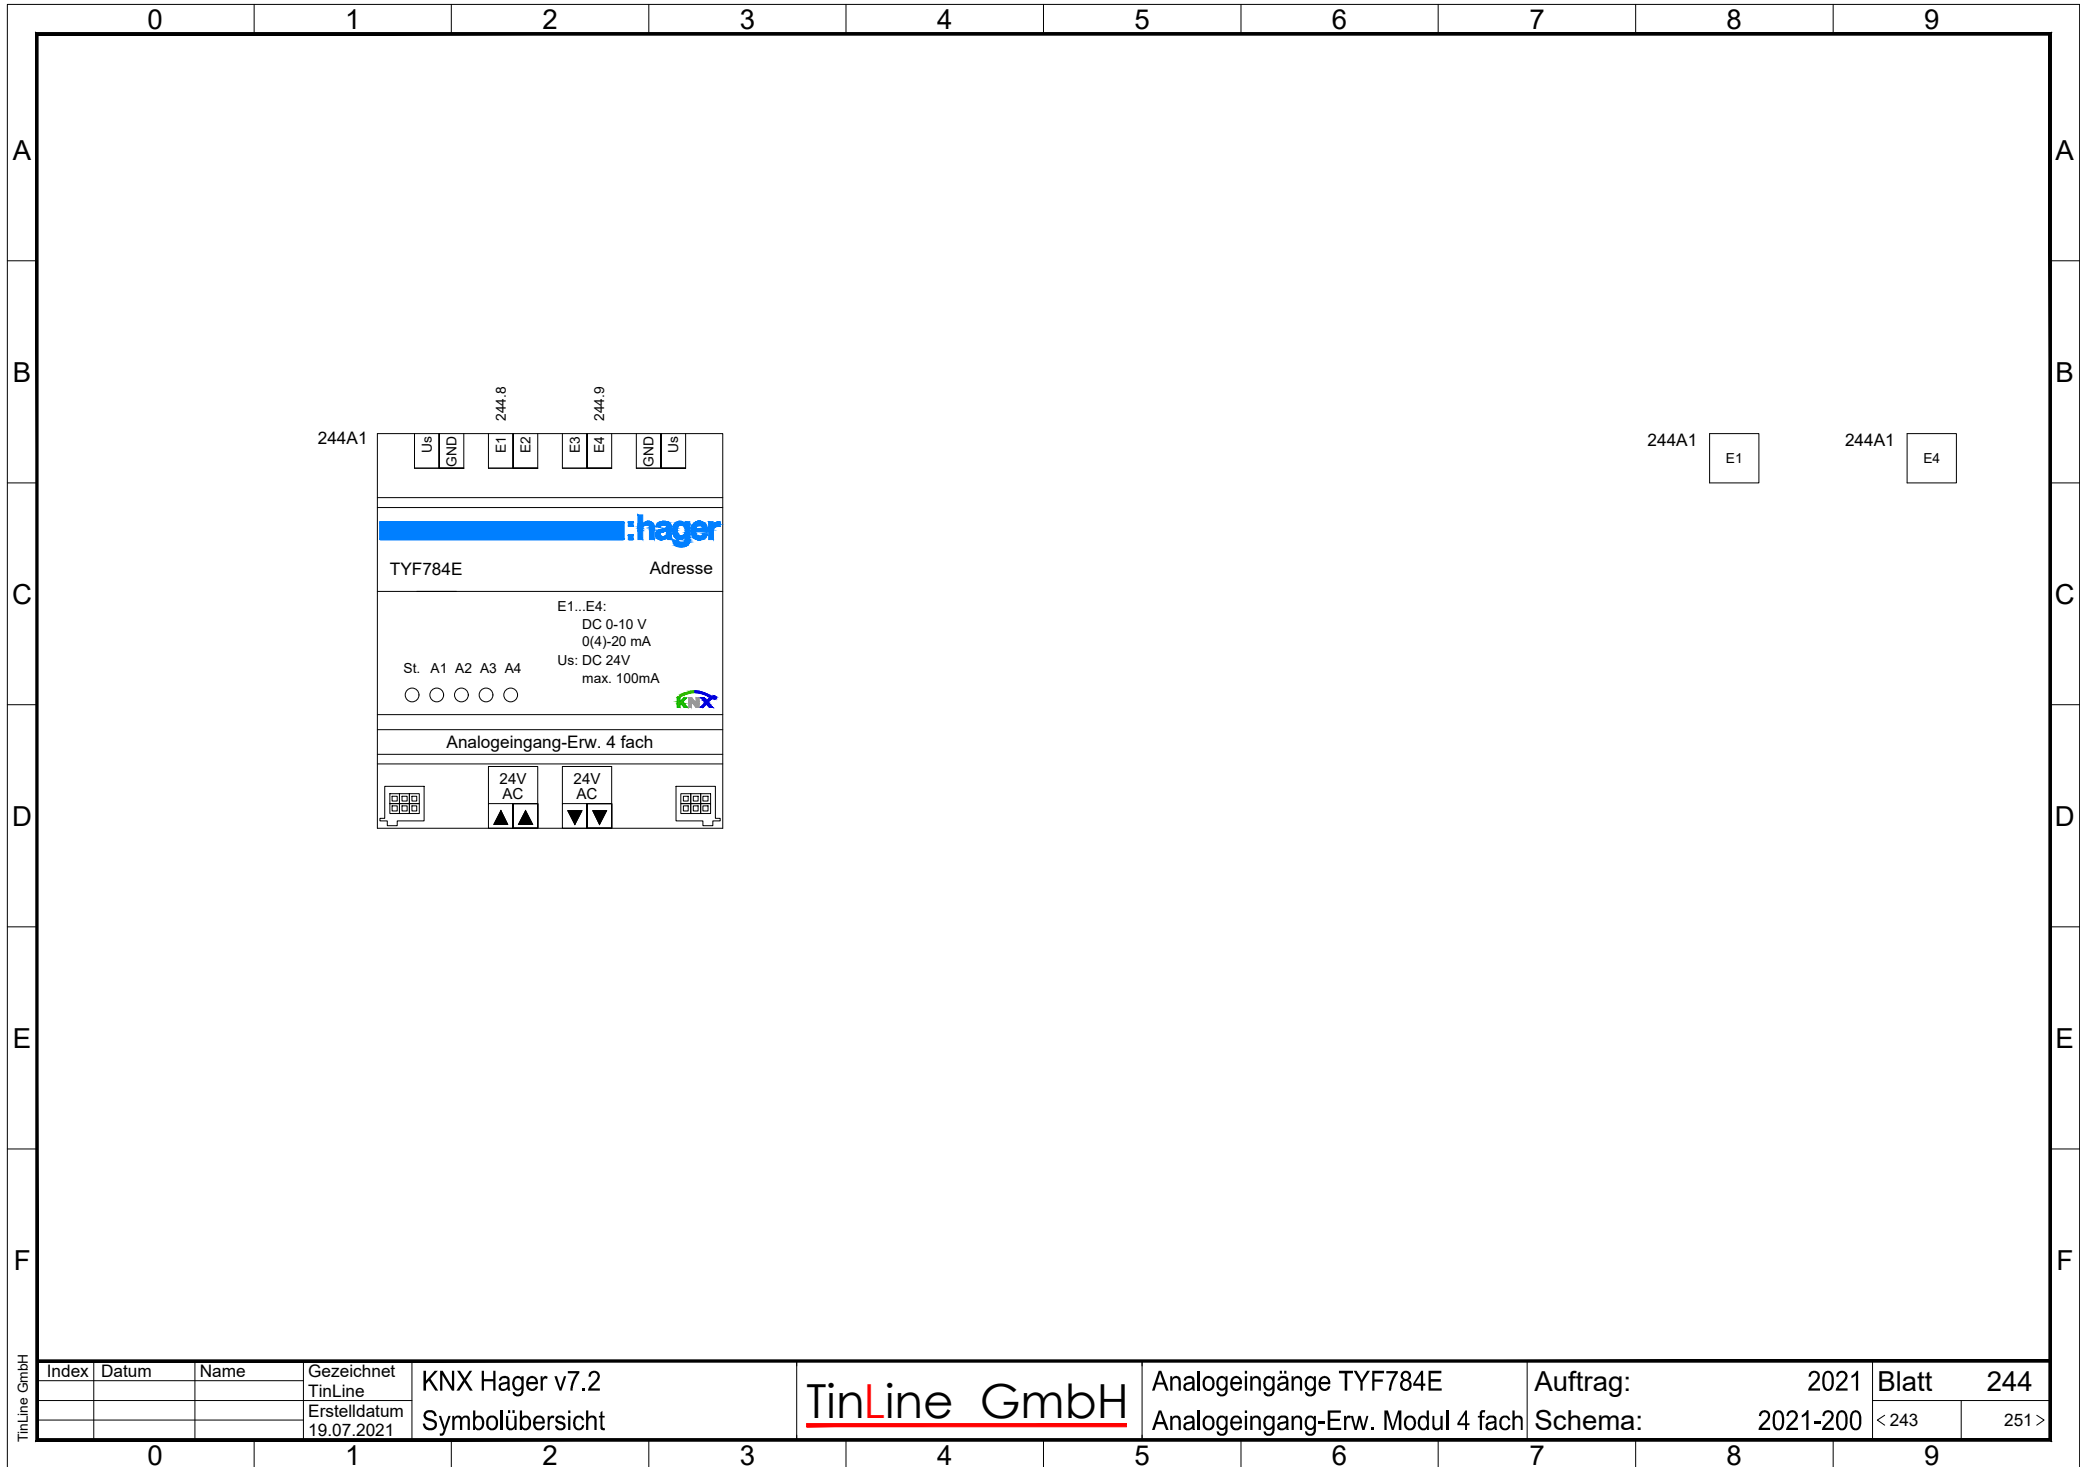 0 1 2 3 4 5 6 7 8 9
A A
B B
244.8 244.9
244A1 Us GND E1 E2 E3 E4 GND Us 244A1 E1 244A1 E4
:hager
TYF784E Adresse
C C
E1...E4:
DC 0-10 V
0(4)-20 mA
Us: DC 24V
max. 100mA
St. A1 A2 A3 A4
KNX
Analogeingang-Erw. 4 fach
24V 24V
AC AC
D D
E E
F F
TinLine GmbH
Index Datum Name Gezeichnet
TinLine
Erstelldatum
19.07.2021
KNX Hager v7.2
Symbolübersicht
TinLine GmbH
Analogeingänge TYF784E
Analogeingang-Erw. Modul 4 fach
Auftrag: 2021
Schema: 2021-200
Blatt 244
< 243 251 >
0 1 2 3 4 5 6 7 8 9